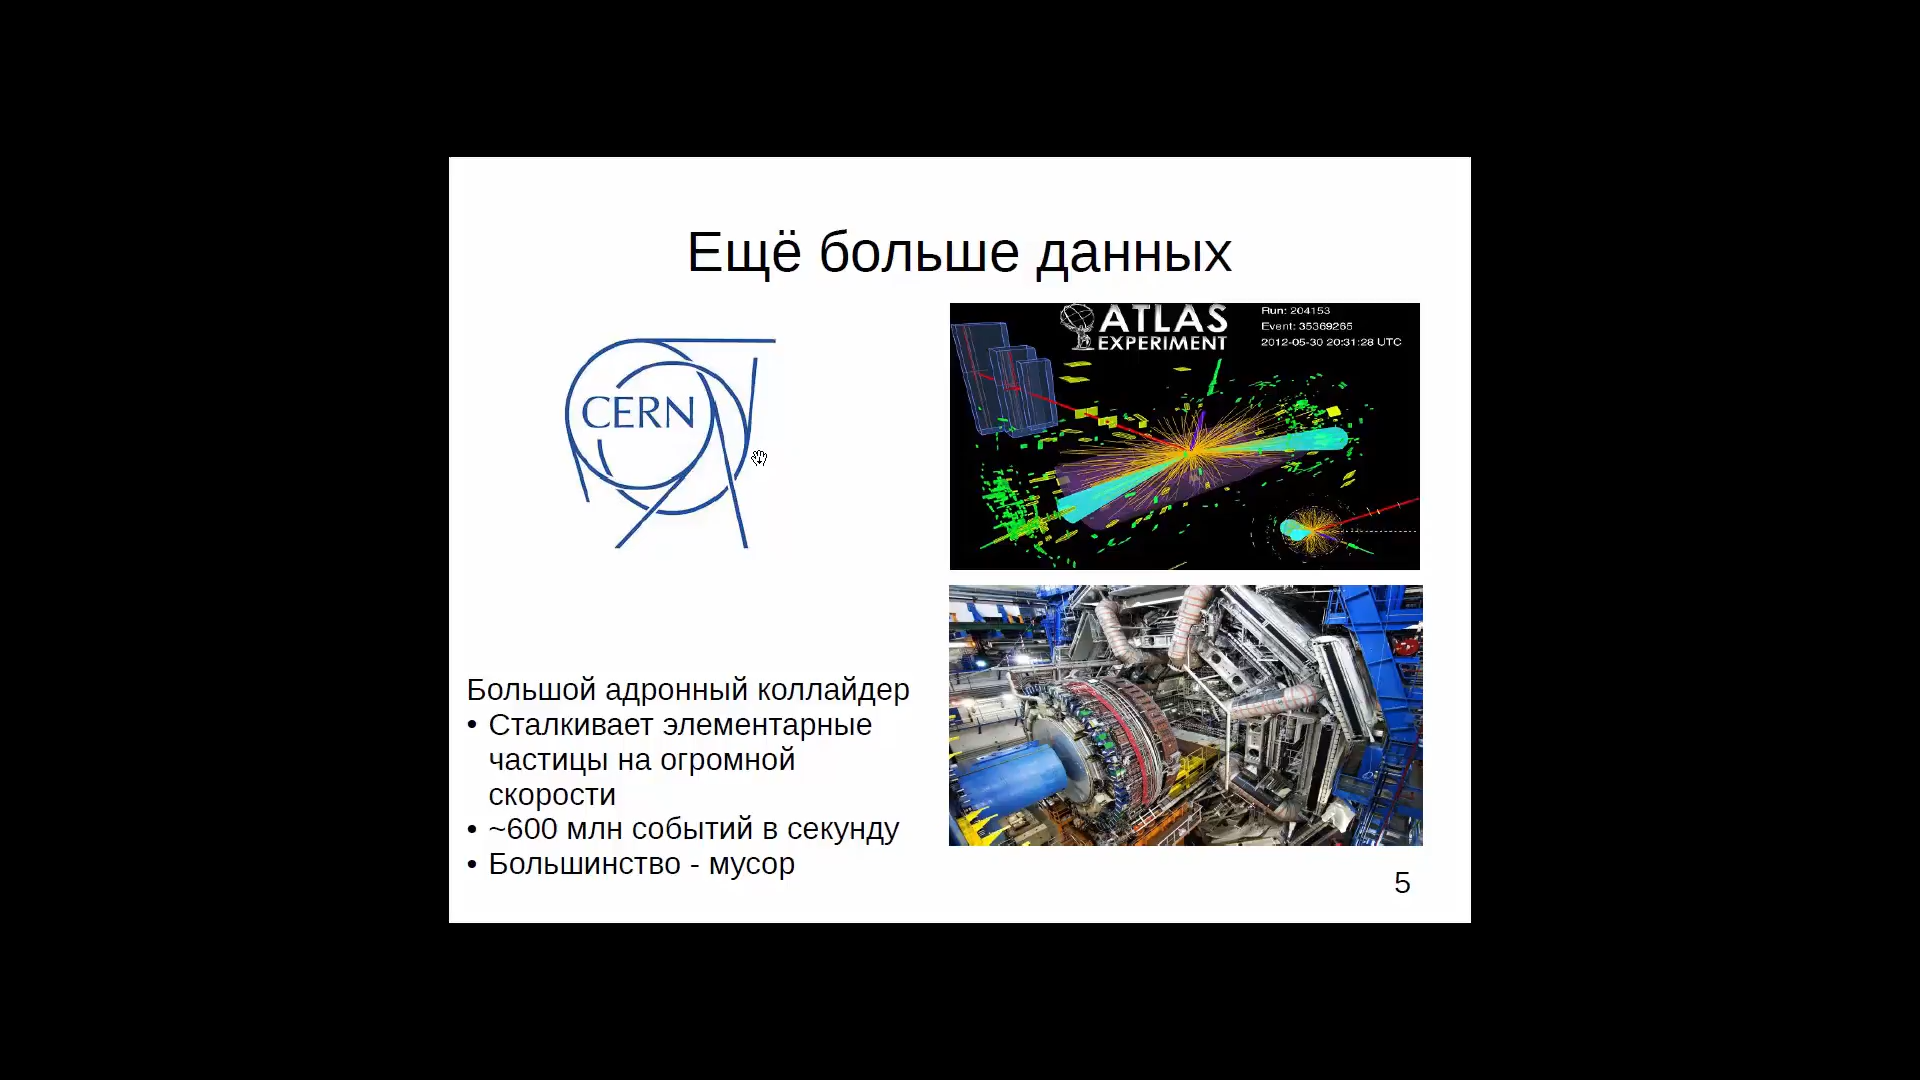 Ещё больше данных
CERN
ATLAS
EXPERIMENT
Run: 204153
Event: 35369265
2012-05-30 20:31:28 UTC
Большой адронный коллайдер
• Сталкивает элементарные
частицы на огромной
скорости
• ~600 млн событий в секунду
• Большинство - мусор
5